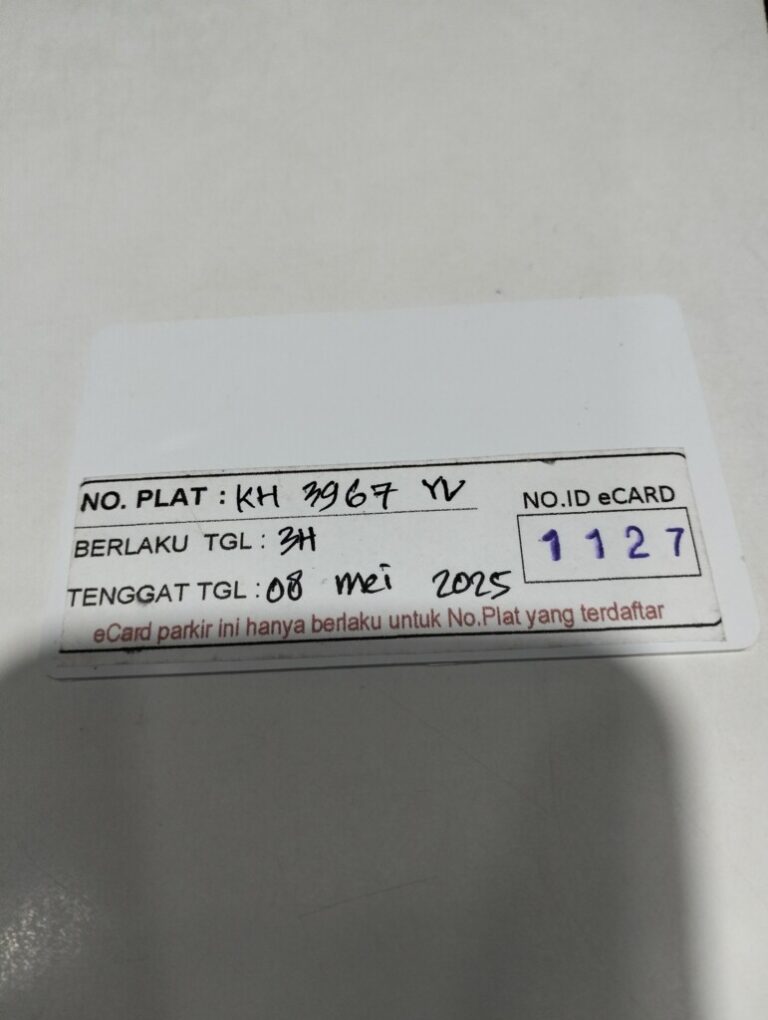 NO. PLAT : KH 3967 YV
NO.ID eCARD
BERLAKU TGL : 3H
1127
TENGGAT TGL : 08 mei 2025
eCard parkir ini hanya berlaku untuk No.Plat yang terdaftar